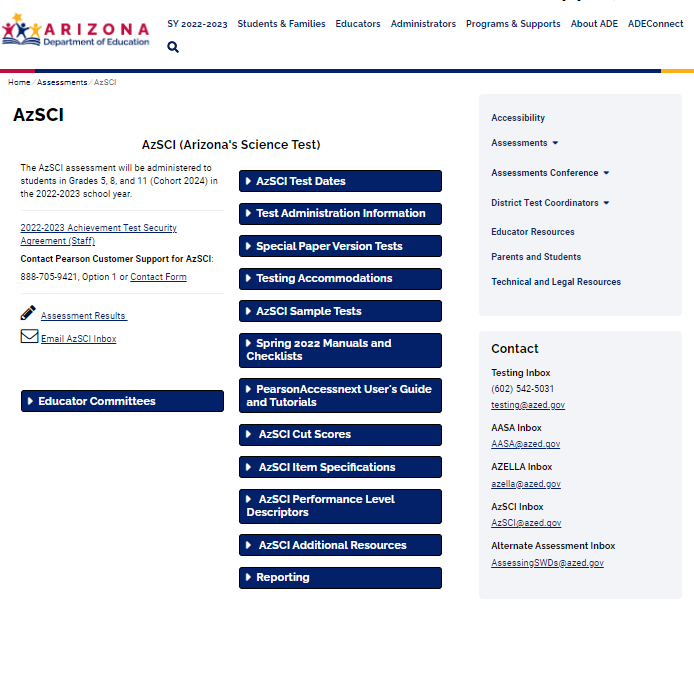 ARIZONA
Department of Education
SY 2022-2023 Students & Families Educators Administrators Programs & Supports About ADE ADEConnect
Home / Assessments / AzSCI
AzSCI
AzSCI (Arizona's Science Test)
The AzSCI assessment will be administered to
students in Grades 5, 8, and 11 (Cohort 2024) in
the 2022-2023 school year.
2022-2023 Achievement Test Security
Agreement (Staff)
Contact Pearson Customer Support for AzSCI:
888-705-9421, Option 1 or Contact Form
Assessment Results
Email AzSCI Inbox
Educator Committees
AzSCI Test Dates
Test Administration Information
Special Paper Version Tests
Testing Accommodations
AzSCI Sample Tests
Spring 2022 Manuals and
Checklists
PearsonAccessnext User's Guide
and Tutorials
AzSCI Cut Scores
AzSCI Item Specifications
AzSCI Performance Level
Descriptors
AzSCI Additional Resources
Reporting
Accessibility
Assessments
Assessments Conference
District Test Coordinators
Educator Resources
Parents and Students
Technical and Legal Resources
Contact
Testing Inbox
(602) 542-5031
testing@azed.gov
AASA Inbox
AASA@azed.gov
AZELLA Inbox
azella@azed.gov
AzSCI Inbox
AzSCI@azed.gov
Alternate Assessment Inbox
AssessingSWDs@azed.gov